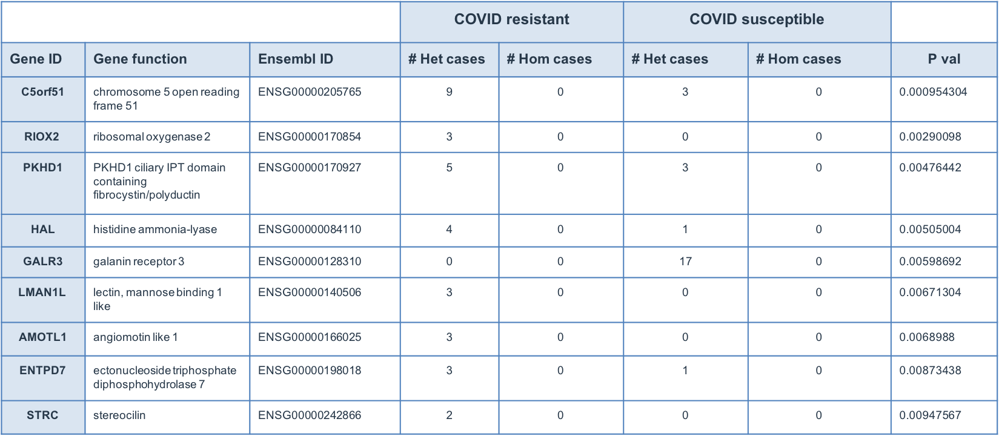 COVID resistant COVID susceptible
Gene ID Gene function Ensembl ID # Het cases # Hom cases # Het cases # Hom cases P val
C5orf51 chromosome 5 open reading ENSG00000205765 9 0 3 0 0.000954304
frame 51
RIOX2 ribosomal oxygenase 2 ENSG00000170854 3 0 0 0 0.00290098
PKHD1 PKHD1 ciliary IPT domain ENSG00000170927 5 0 3 0 0.00476442
containing
fibrocystin/polyductin
HAL histidine ammonia-lyase ENSG00000084110 4 0 1 0 0.00505004
GALR3 galanin receptor 3 ENSG00000128310 0 0 17 0 0.00598692
LMAN1L lectin, mannose binding 1 ENSG00000140506 3 0 0 0 0.00671304
like
AMOTL1 angiomotin like 1 ENSG00000166025 3 0 0 0 0.0068988
ENTPD7 ectonucleoside triphosphate ENSG00000198018 3 0 1 0 0.00873438
diphosphohydrolase 7
STRC stereocilin ENSG00000242866 2 0 0 0 0.00947567